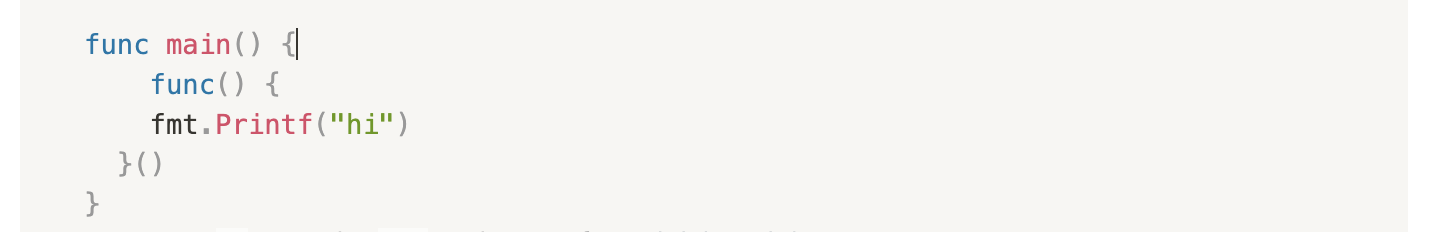 func main() {
    func() {
    fmt.Printf("hi")
  }()
}